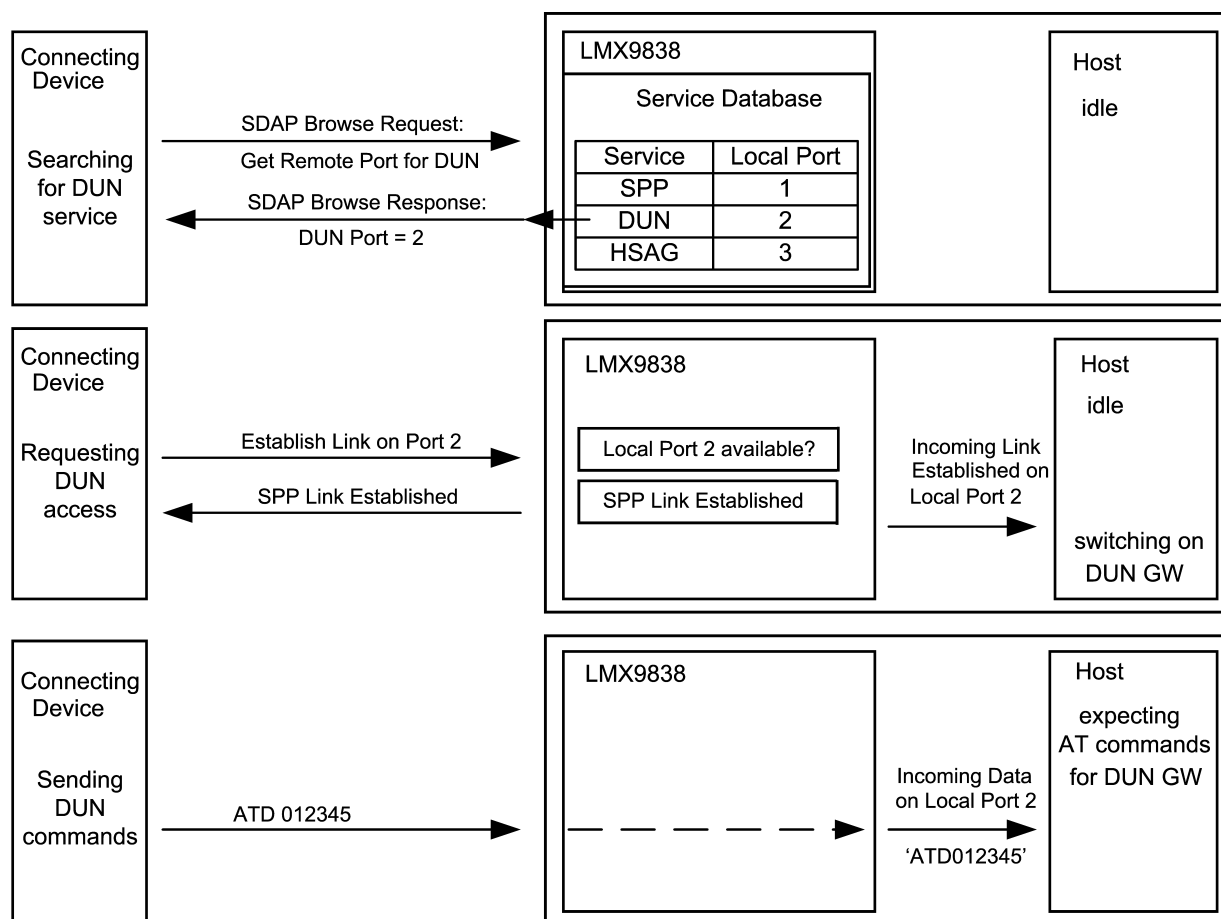 Connecting
Device
Searching
for DUN
service
SDAP Browse Request:
Get Remote Port for DUN
SDAP Browse Response:
DUN Port = 2
LMX9838
Service Database
Service Local Port
SPP 1
DUN 2
HSAG 3
Host
idle
Connecting
Device
Requesting
DUN
access
Establish Link on Port 2
SPP Link Established
LMX9838
Local Port 2 available?
SPP Link Established
Incoming Link
Established on
Local Port 2
Host
idle
switching on
DUN GW
Connecting
Device
Sending
DUN
commands
ATD 012345
LMX9838
Incoming Data
on Local Port 2
‘ATD012345’
Host
expecting
AT commands
for DUN GW